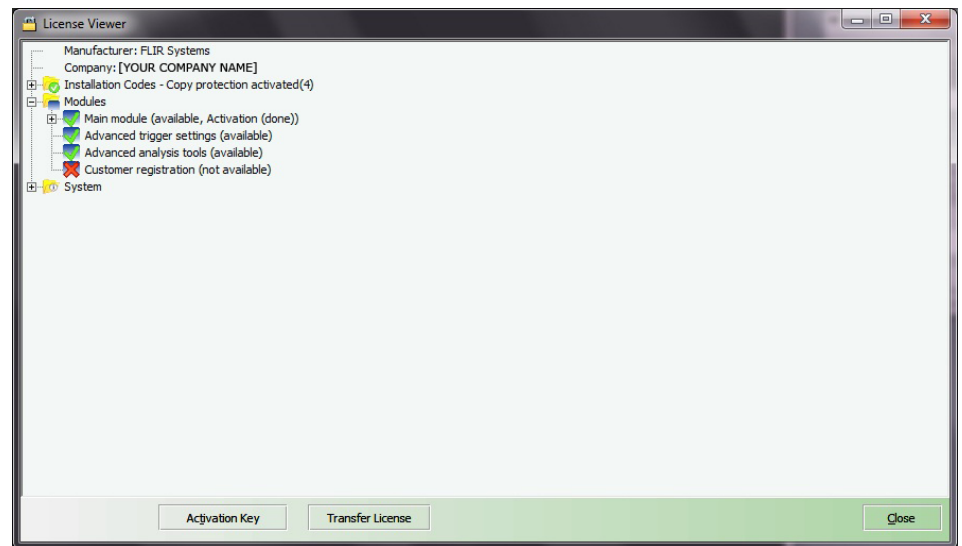 License Viewer
Manufacturer: FLIR Systems
Company: [YOUR COMPANY NAME]
Installation Codes - Copy protection activated(4)
Modules
Main module (available, Activation (done))
Advanced trigger settings (available)
Advanced analysis tools (available)
Customer registration (not available)
System
Activation Key Transfer License Close